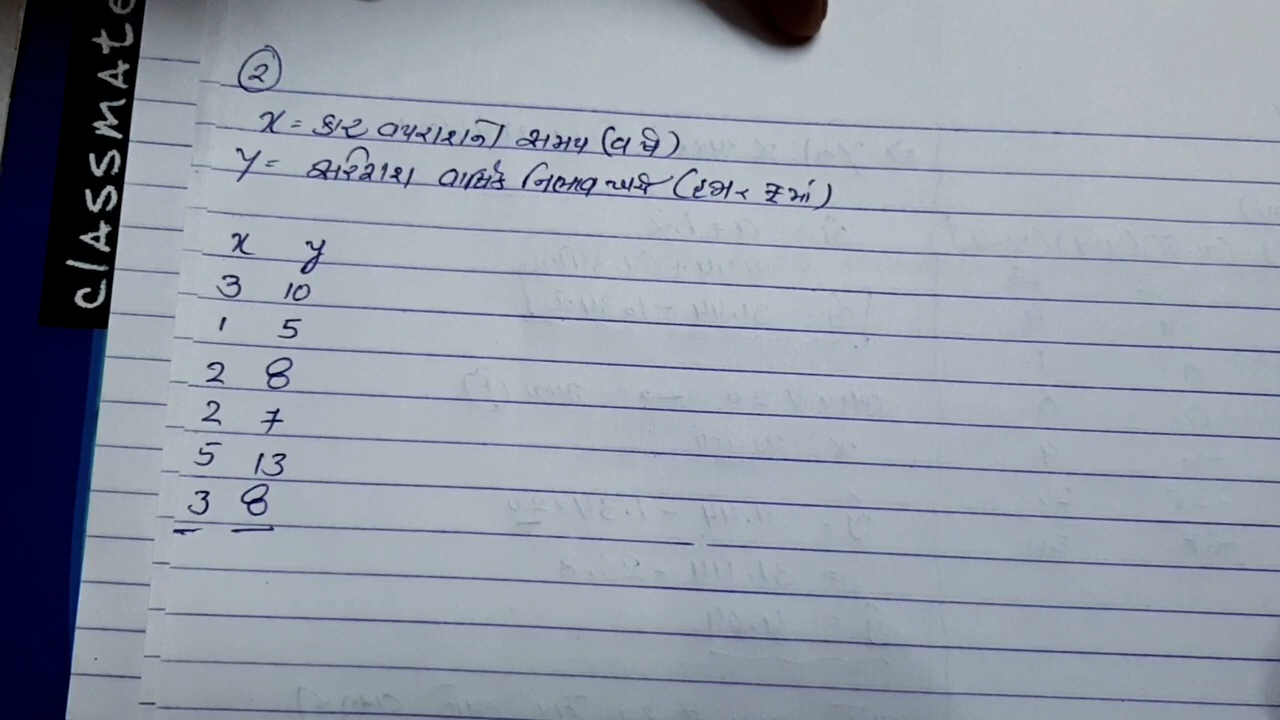 classmate
2
x = કાર વપરાશનો સમય (વર્ષ)
y = સરેરાશ વાર્ષિક નિભાવ ખર્ચ (હજાર ₹માં)
x y
3 10
1 5
2 8
2 7
5 13
3 8